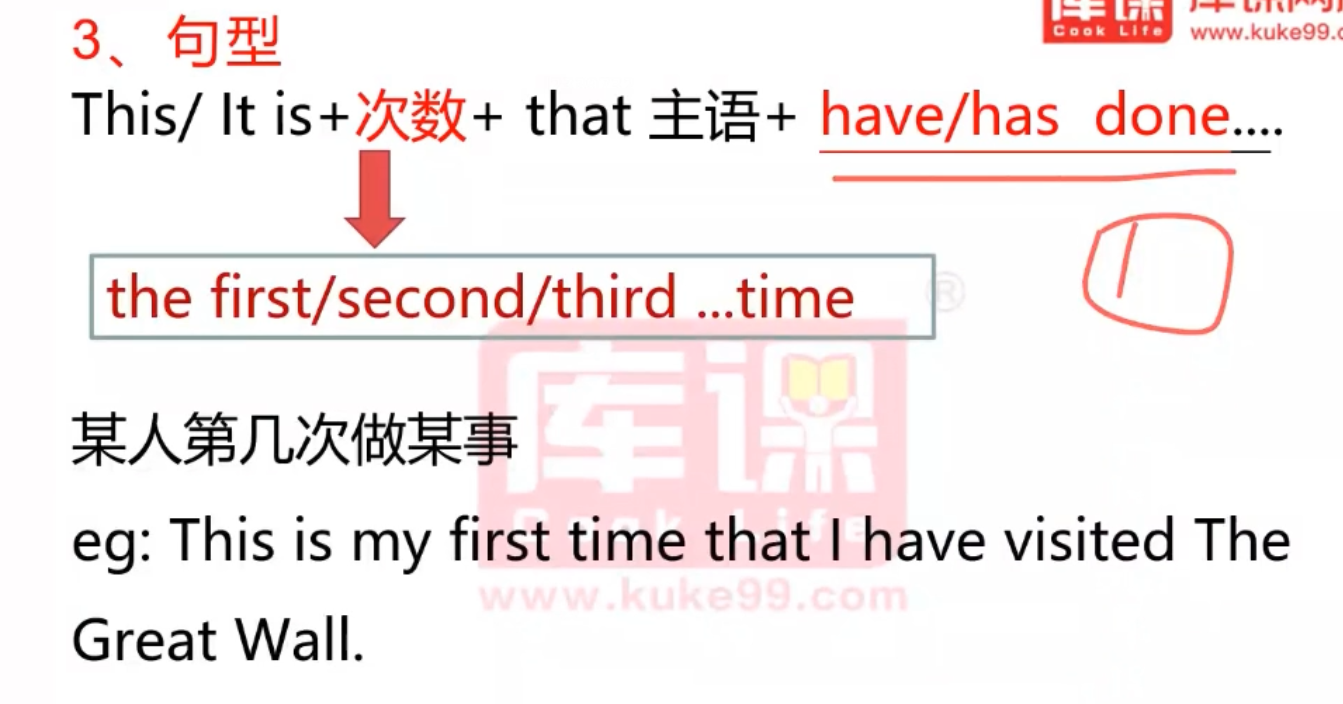 库课 库课网校
Cook Life www.kuke99.c
3、句型
This/ It is+次数+ that 主语+ have/has done....
the first/second/third ...time
®
库课
某人第几次做某事
Cook Life
eg: This is my first time that I have visited The
www.kuke99.com
Great Wall.